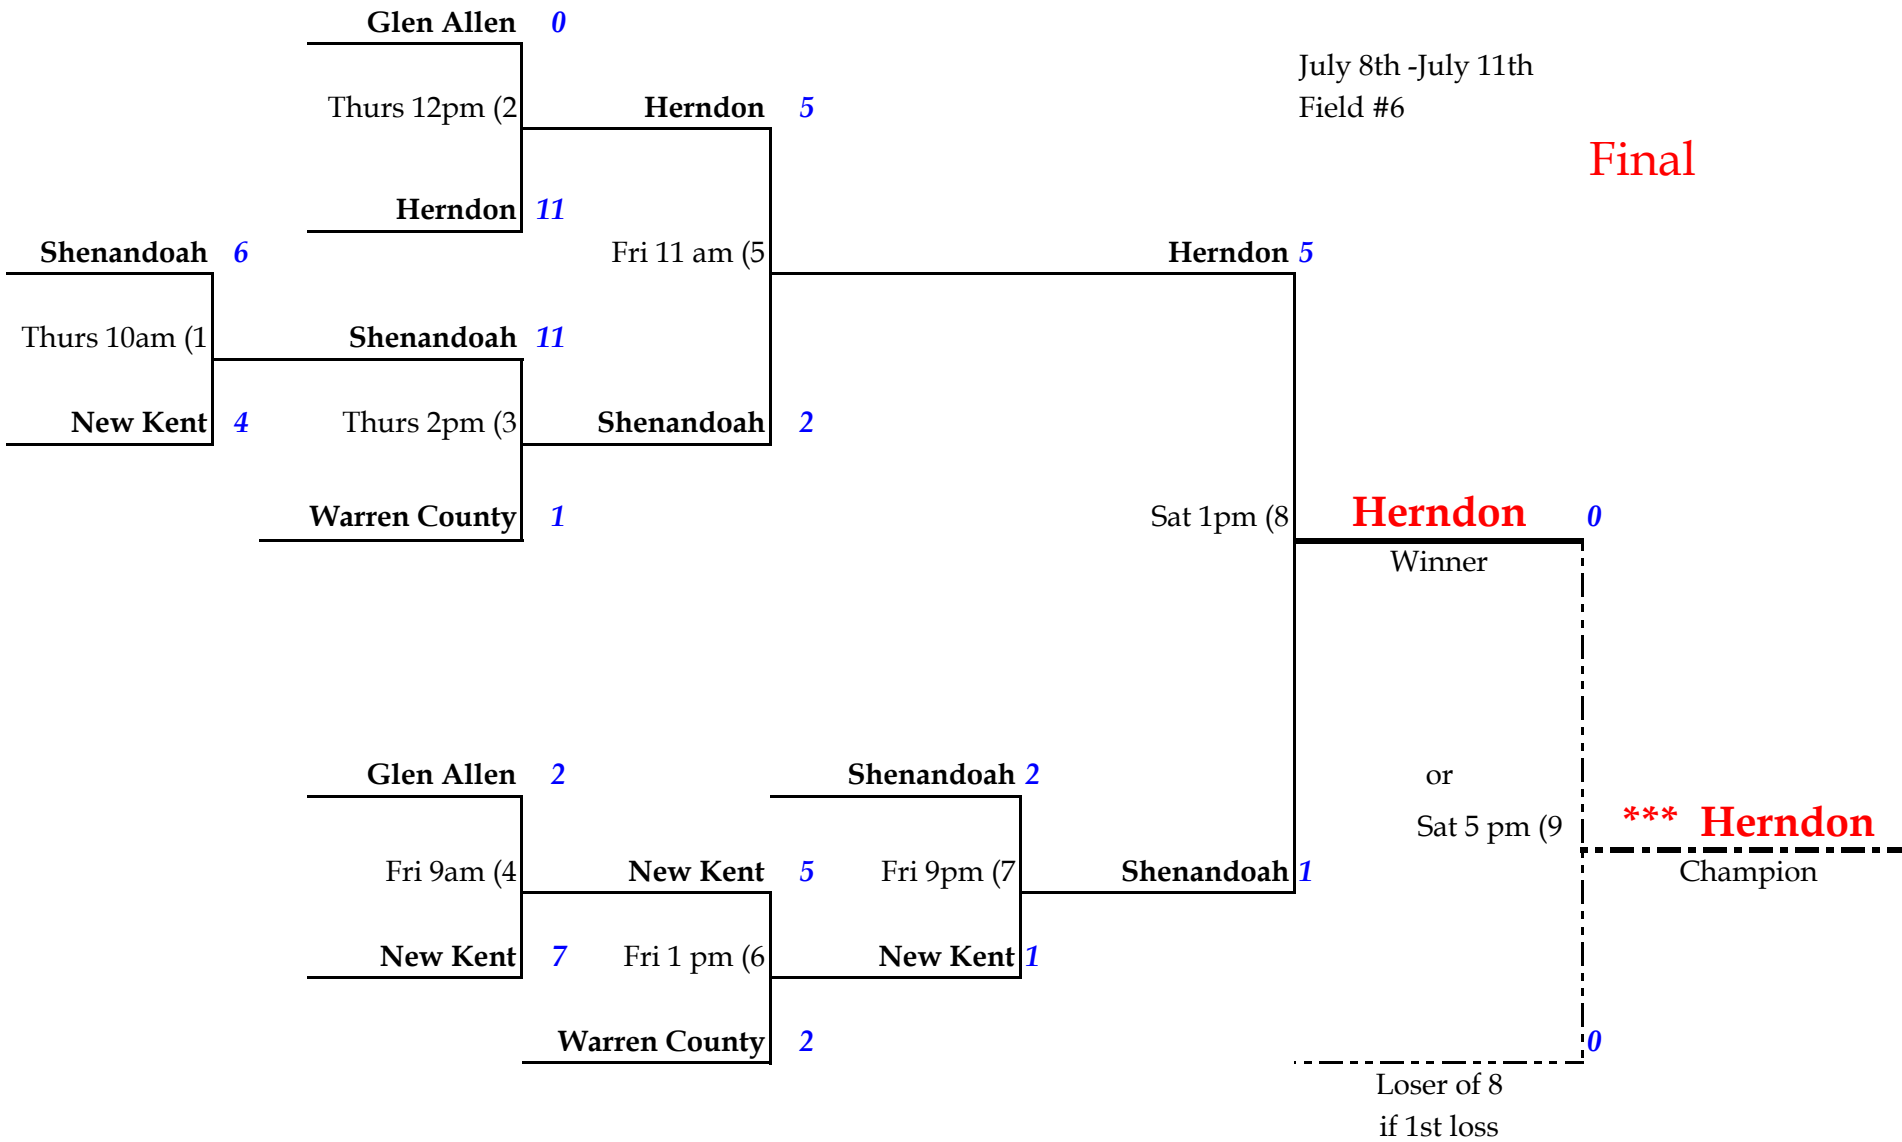 Glen Allen 0
July 8th -July 11th
Thurs 12pm (2 Herndon 5 Field #6
Final
Herndon 11
Shenandoah 6 Fri 11 am (5 Herndon 5
Thurs 10am (1 Shenandoah 11
New Kent 4 Thurs 2pm (3 Shenandoah 2
Warren County 1 Sat 1pm (8 Herndon 0
Winner
Glen Allen 2 Shenandoah 2 or
Sat 5 pm (9 *** Herndon
Fri 9am (4 New Kent 5 Fri 9pm (7 Shenandoah 1 Champion
New Kent 7 Fri 1 pm (6 New Kent 1
Warren County 2 0
Loser of 8
if 1st loss